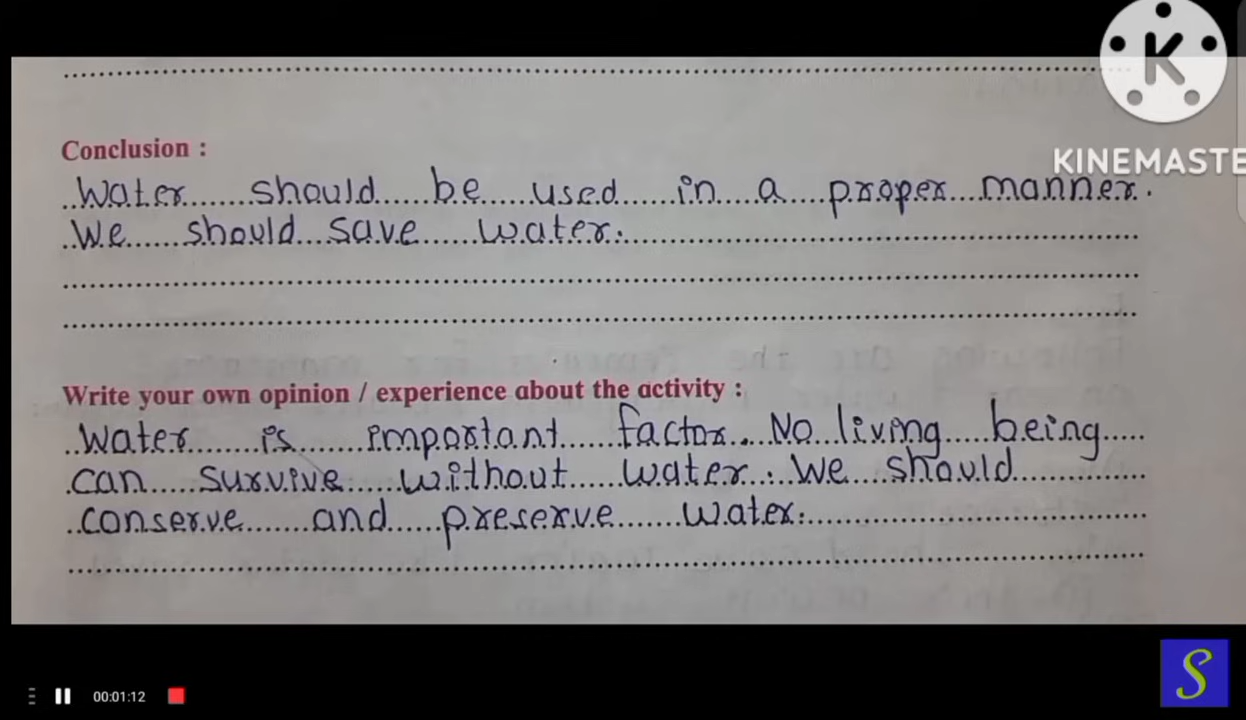 KINEMASTE
Conclusion :
Water should be used in a proper manner.
We should save water.
Write your own opinion / experience about the activity :
Water is important factor. No living being
can survive without water. We should
conserve and preserve water.
00:01:12
S